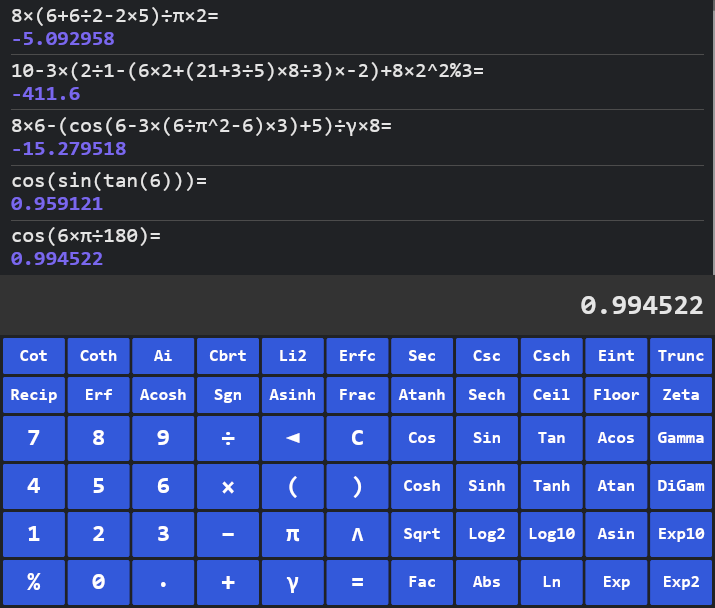 8×(6+6÷2-2×5)÷π×2=
-5.092958
10-3×(2÷1-(6×2+(21+3÷5)×8÷3)×-2)+8×2^2%3=
-411.6
8×6-(cos(6-3×(6÷π^2-6)×3)+5)÷γ×8=
-15.279518
cos(sin(tan(6)))=
0.959121
cos(6×π÷180)=
0.994522
0.994522
Cot Coth Ai Cbrt Li2 Erfc Sec Csc Csch Eint Trunc
Recip Erf Acosh Sgn Asinh Frac Atanh Sech Ceil Floor Zeta
7 8 9 ÷ ◄ C Cos Sin Tan Acos Gamma
4 5 6 × ( ) Cosh Sinh Tanh Atan DiGam
1 2 3 − π ʌ Sqrt Log2 Log10 Asin Exp10
% 0 . + γ = Fac Abs Ln Exp Exp2